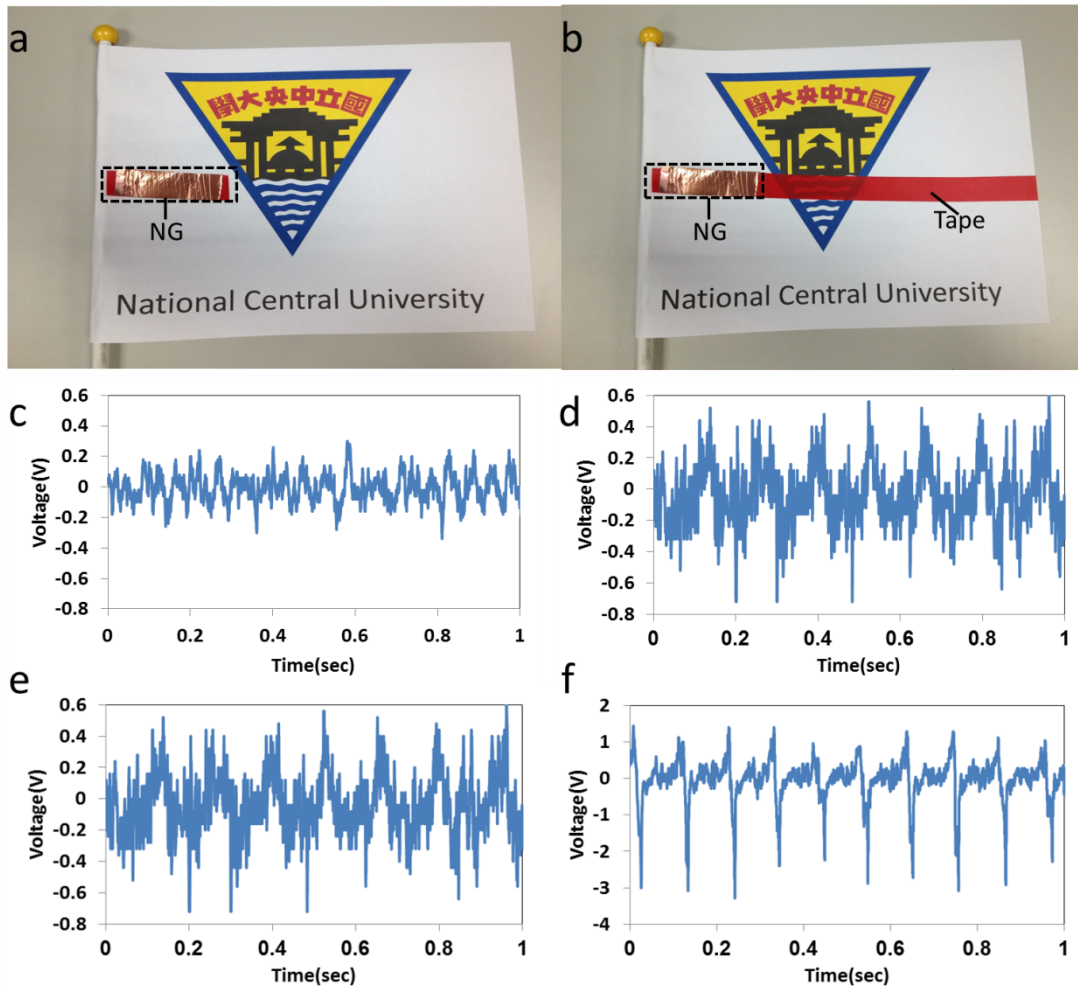 a
國立中央大學
NG
National Central University
b
國立中央大學
NG
Tape
National Central University
c
0.6
0.4
0.2
0
-0.2
-0.4
-0.6
-0.8
Voltage(V)
0 0.2 0.4 0.6 0.8 1
Time(sec)
d
0.6
0.4
0.2
0
-0.2
-0.4
-0.6
-0.8
Voltage(V)
0 0.2 0.4 0.6 0.8 1
Time(sec)
e
0.6
0.4
0.2
0
-0.2
-0.4
-0.6
-0.8
Voltage(V)
0 0.2 0.4 0.6 0.8 1
Time(sec)
f
2
1
0
-1
-2
-3
-4
Voltage(V)
0 0.2 0.4 0.6 0.8 1
Time(sec)